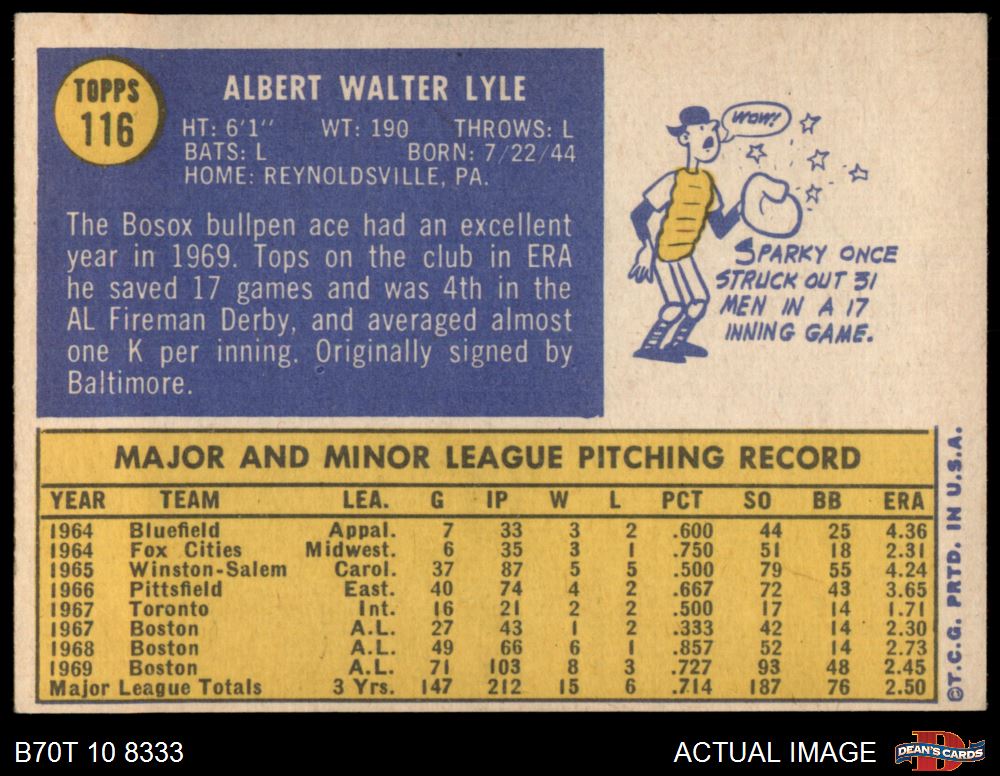 TOPPS
116
ALBERT WALTER LYLE
HT: 6'1" WT: 190 THROWS: L
BATS: L BORN: 7/22/44
HOME: REYNOLDSVILLE, PA.
The Bosox bullpen ace had an excellent
year in 1969. Tops on the club in ERA
he saved 17 games and was 4th in the
AL Fireman Derby, and averaged almost
one K per inning. Originally signed by
Baltimore.
WOW!
SPARKY ONCE
STRUCK OUT 31
MEN IN A 17
INNING GAME.
MAJOR AND MINOR LEAGUE PITCHING RECORD
YEAR TEAM LEA. G IP W L PCT SO BB ERA
1964 Bluefield Appal. 7 33 3 2 .600 44 25 4.36
1964 Fox Cities Midwest. 6 35 3 1 .750 51 18 2.31
1965 Winston-Salem Carol. 37 87 5 5 .500 79 55 4.24
1966 Pittsfield East. 40 74 4 2 .667 72 43 3.65
1967 Toronto Int. 16 21 2 2 .500 17 14 1.71
1967 Boston A.L. 27 43 1 2 .333 42 14 2.30
1968 Boston A.L. 49 66 6 1 .857 52 14 2.73
1969 Boston A.L. 71 103 8 3 .727 93 48 2.45
Major League Totals 3 Yrs. 147 212 15 6 .714 187 76 2.50
©T.C.G. PRTD. IN U.S.A.
B70T 10 8333
ACTUAL IMAGE
D
DEAN'S CARDS